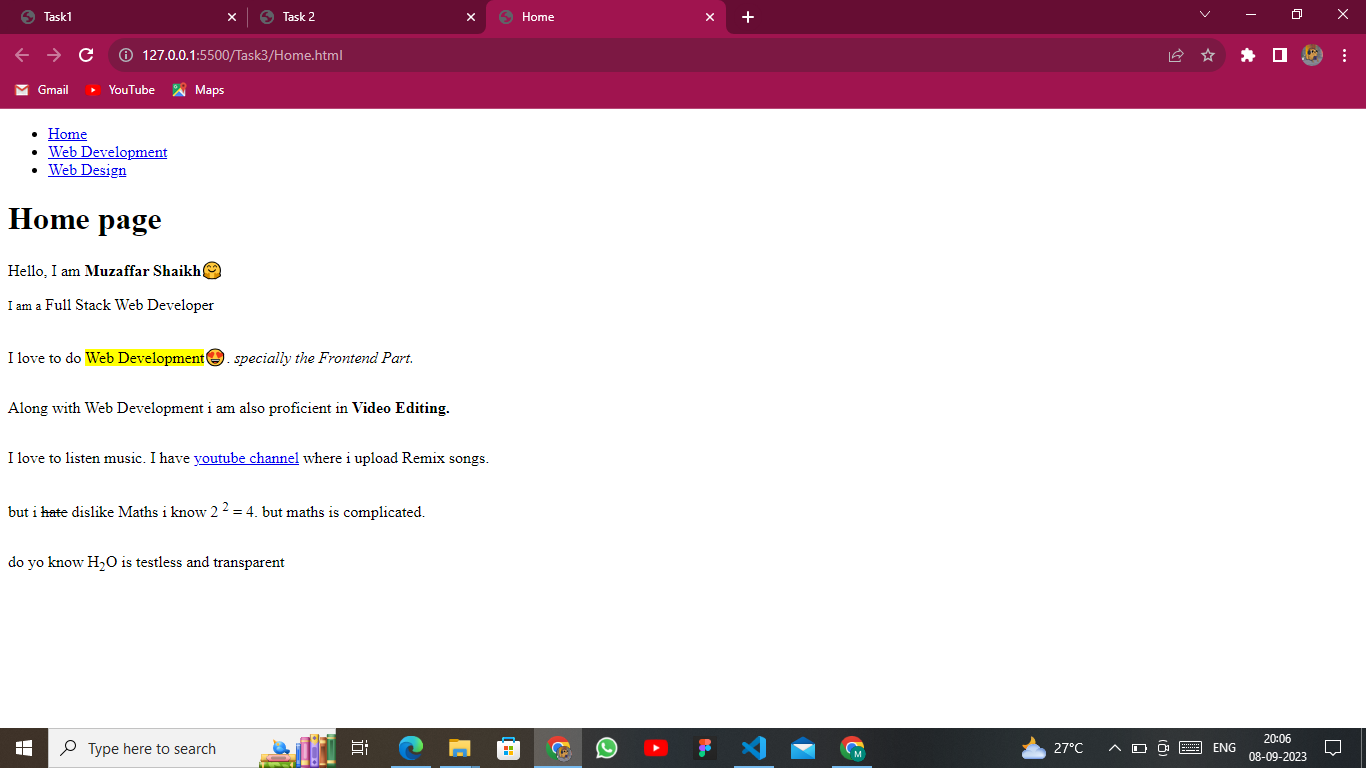 Task1
Task 2
Home
127.0.0.1:5500/Task3/Home.html
Gmail YouTube Maps
Home
Web Development
Web Design
Home page
Hello, I am Muzaffar Shaikh🤗
I am a Full Stack Web Developer
I love to do Web Development😍. specially the Frontend Part.
Along with Web Development i am also proficient in Video Editing.
I love to listen music. I have youtube channel where i upload Remix songs.
but i hate dislike Maths i know 2 ² = 4. but maths is complicated.
do yo know H₂O is testless and transparent
Type here to search
M
27°C
ENG
20:06
08-09-2023